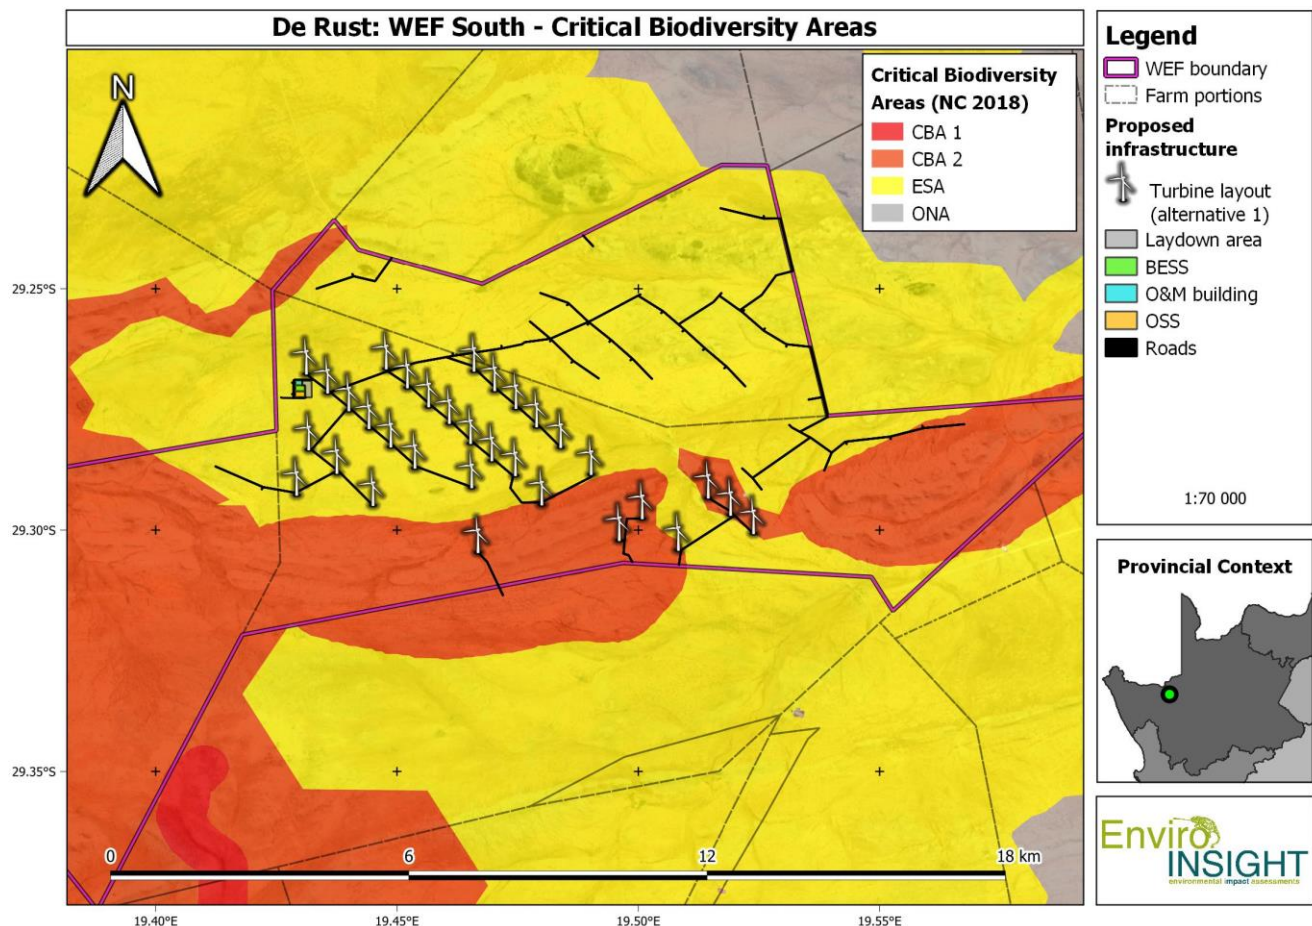 De Rust: WEF South - Critical Biodiversity Areas
N
Critical Biodiversity
Areas (NC 2018)
CBA 1
CBA 2
ESA
ONA
29.25°S
29.30°S
29.35°S
0
6
12
18 km
19.40°E
19.45°E
19.50°E
19.55°E
Legend
WEF boundary
Farm portions
Proposed
infrastructure
Turbine layout
(alternative 1)
Laydown area
BESS
O&M building
OSS
Roads
1:70 000
Provincial Context
Enviro
INSIGHT
environmental impact assessments